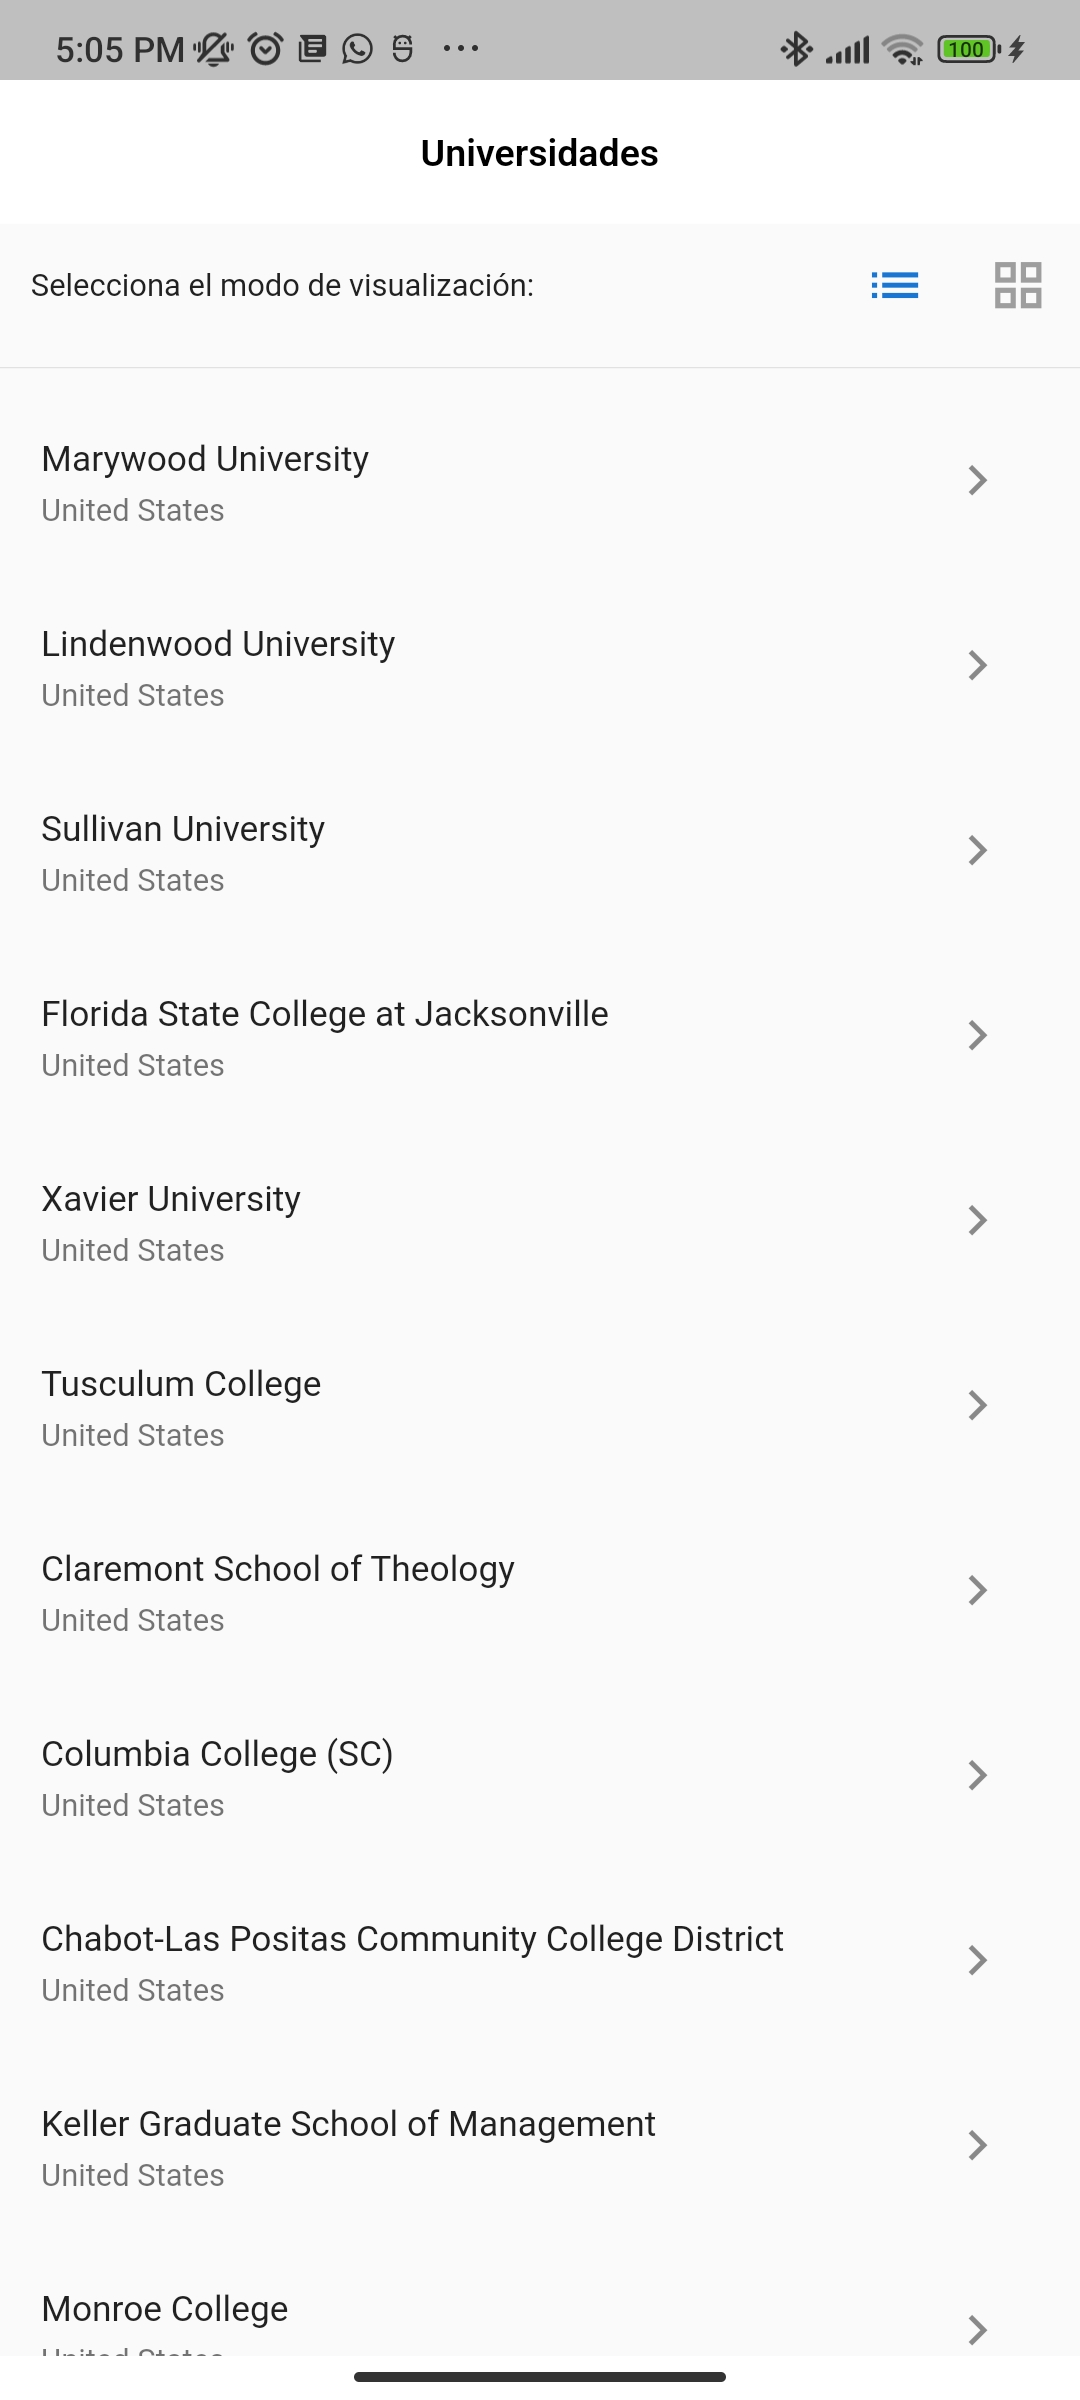 5:05 PM
100
Universidades
Selecciona el modo de visualización:
Marywood University
United States
Lindenwood University
United States
Sullivan University
United States
Florida State College at Jacksonville
United States
Xavier University
United States
Tusculum College
United States
Claremont School of Theology
United States
Columbia College (SC)
United States
Chabot-Las Positas Community College District
United States
Keller Graduate School of Management
United States
Monroe College
United States